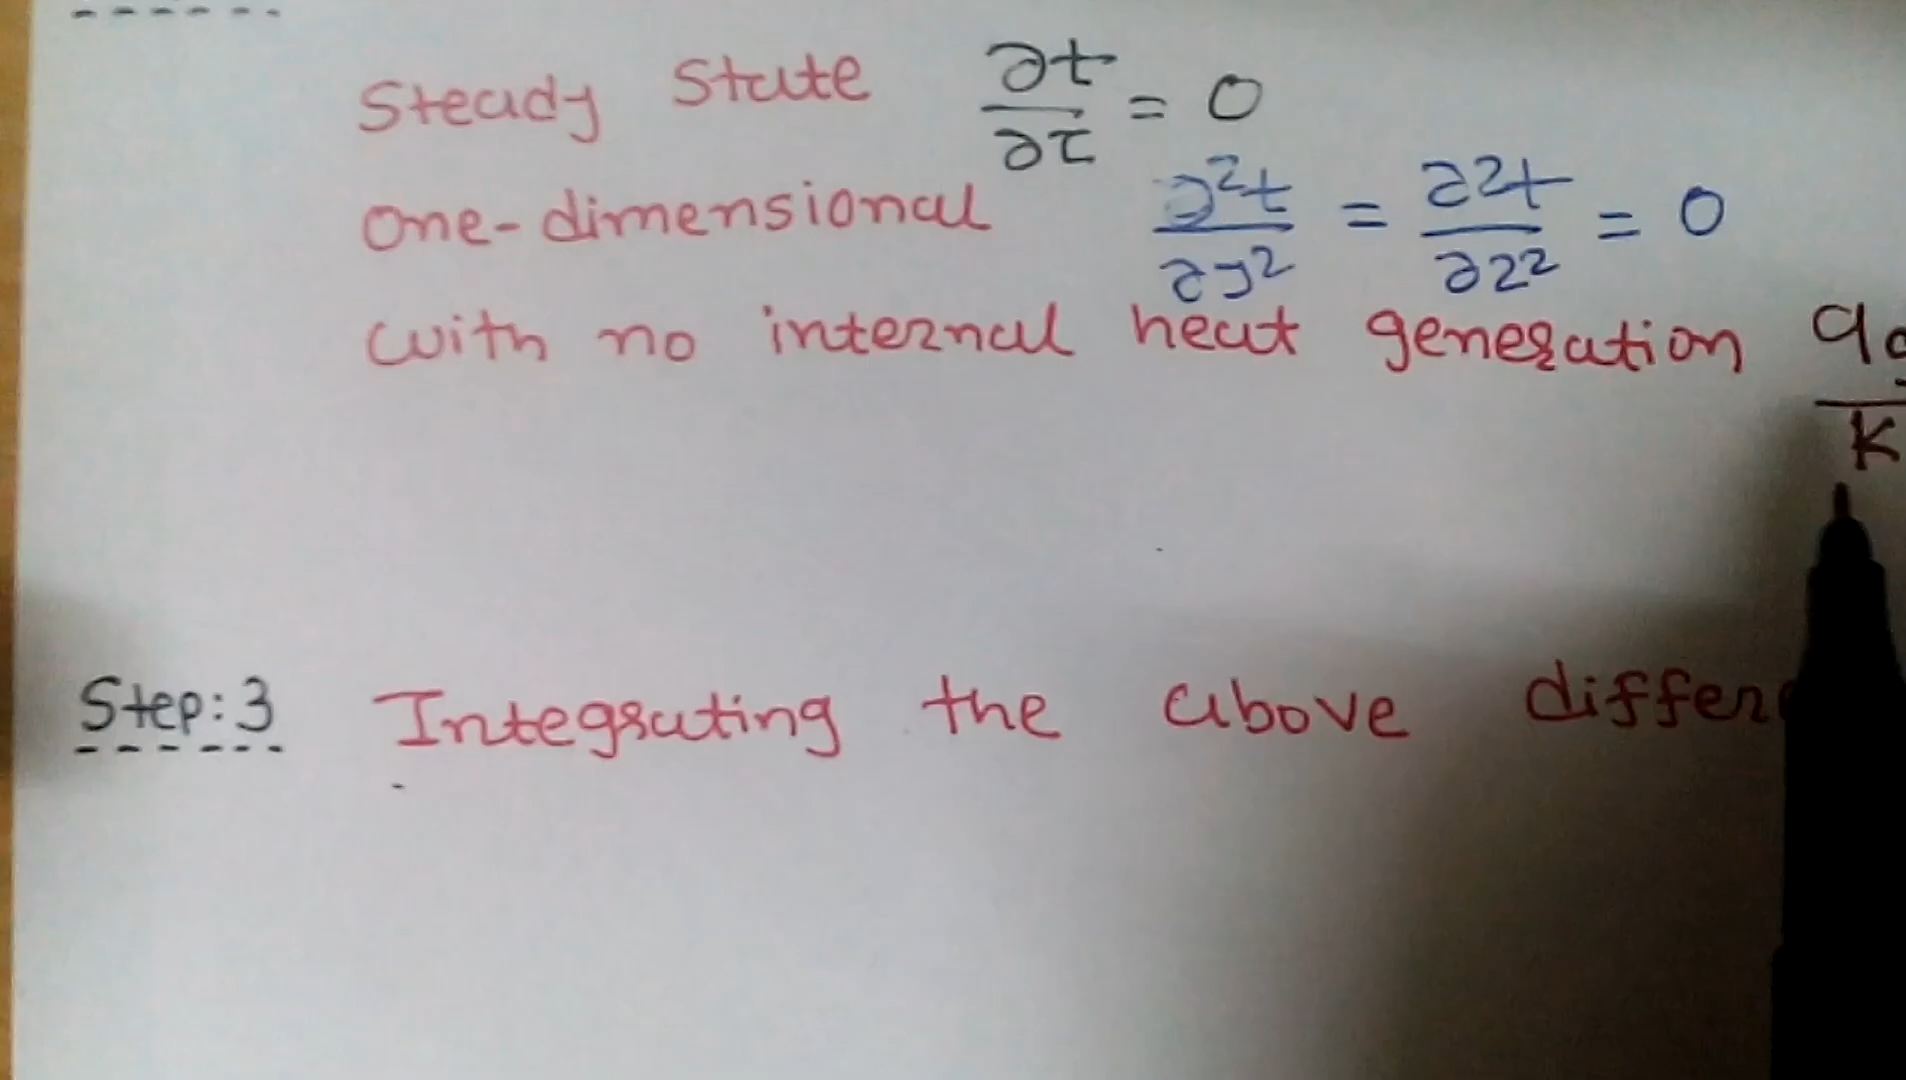 Steady State ∂t/∂τ = 0
one-dimensional ∂²t/∂y² = ∂²t/∂z² = 0
with no internal heat generation q/k
Step:3 Integrating the above